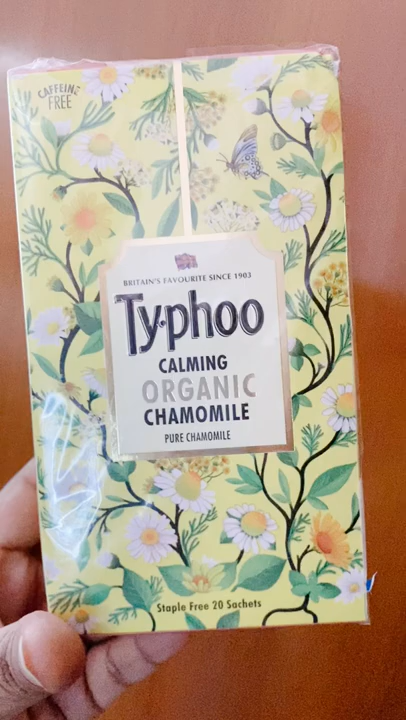 CAFFEINE
FREE
BRITAIN'S FAVOURITE SINCE 1903
Typhoo
CALMING
ORGANIC
CHAMOMILE
PURE CHAMOMILE
Staple Free 20 Sachets